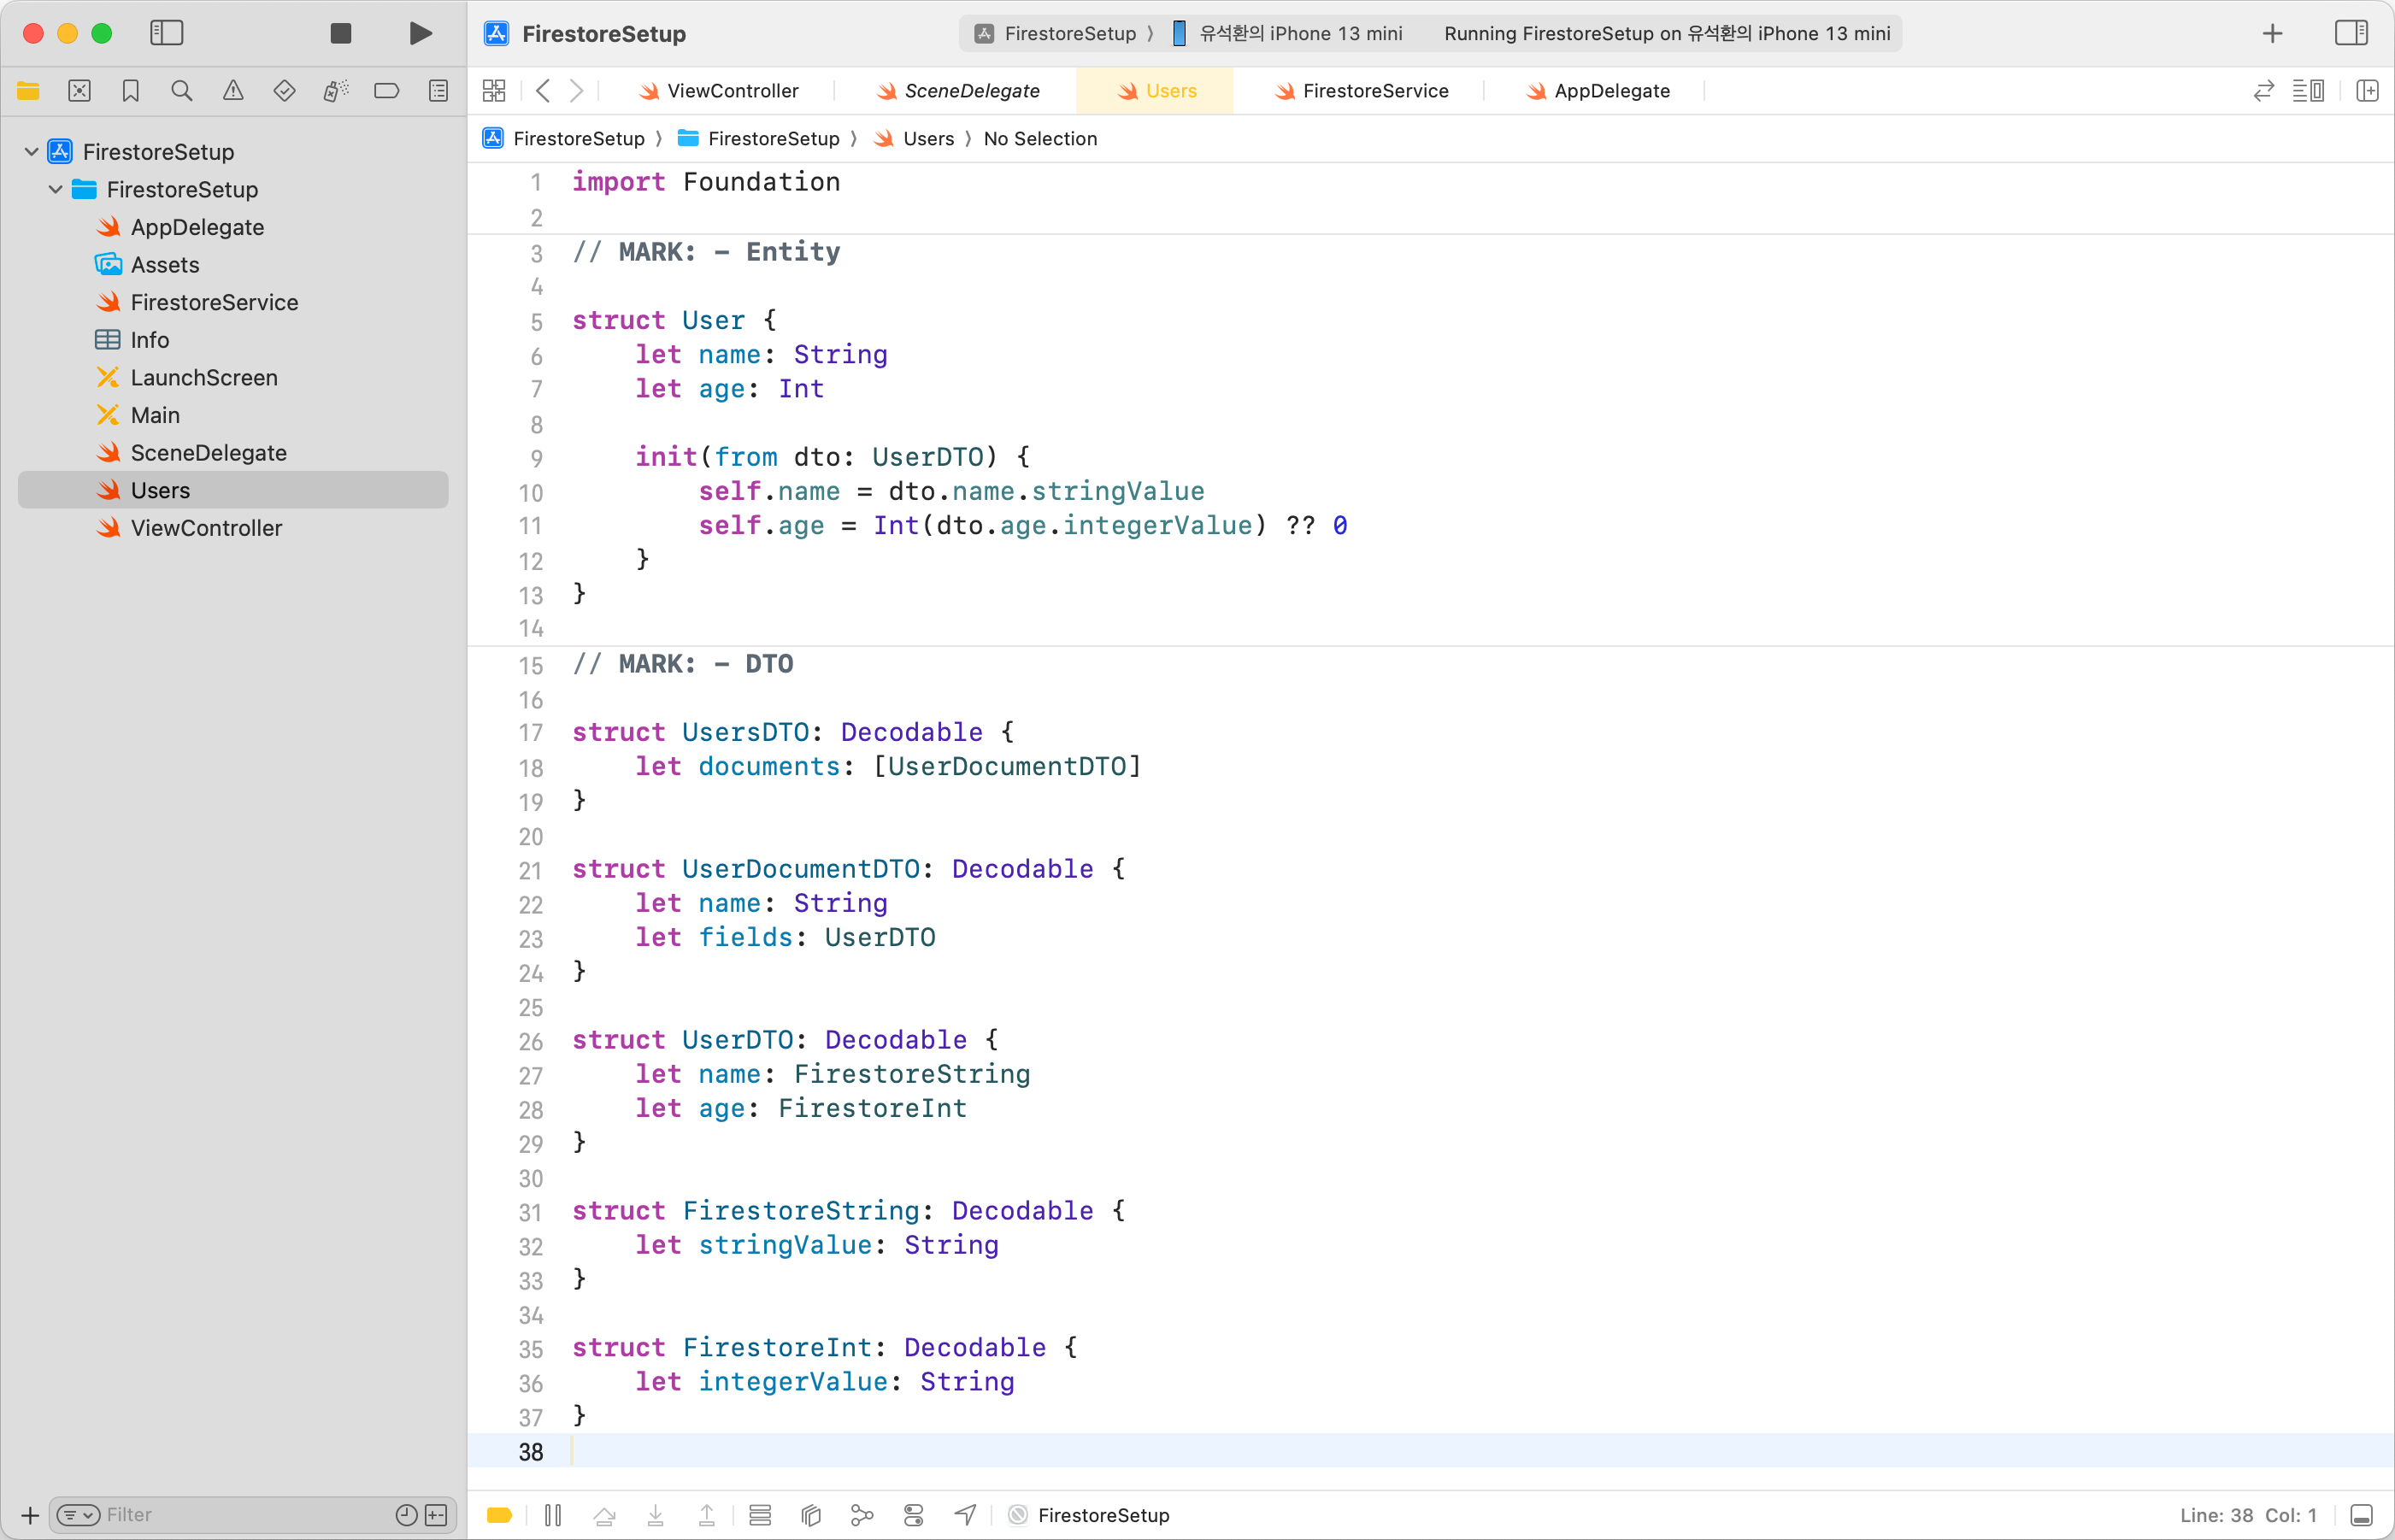 FirestoreSetup
FirestoreSetup 〉 유석환의 iPhone 13 mini Running FirestoreSetup on 유석환의 iPhone 13 mini
ViewController
SceneDelegate
Users
FirestoreService
AppDelegate
FirestoreSetup 〉 FirestoreSetup 〉 Users 〉 No Selection
FirestoreSetup
FirestoreSetup
AppDelegate
Assets
FirestoreService
Info
LaunchScreen
Main
SceneDelegate
Users
ViewController
Filter
1 import Foundation
2
3 // MARK: - Entity
4
5 struct User {
6     let name: String
7     let age: Int
8
9     init(from dto: UserDTO) {
10         self.name = dto.name.stringValue
11         self.age = Int(dto.age.integerValue) ?? 0
12     }
13 }
14
15 // MARK: - DTO
16
17 struct UsersDTO: Decodable {
18     let documents: [UserDocumentDTO]
19 }
20
21 struct UserDocumentDTO: Decodable {
22     let name: String
23     let fields: UserDTO
24 }
25
26 struct UserDTO: Decodable {
27     let name: FirestoreString
28     let age: FirestoreInt
29 }
30
31 struct FirestoreString: Decodable {
32     let stringValue: String
33 }
34
35 struct FirestoreInt: Decodable {
36     let integerValue: String
37 }
38
FirestoreSetup
Line: 38 Col: 1